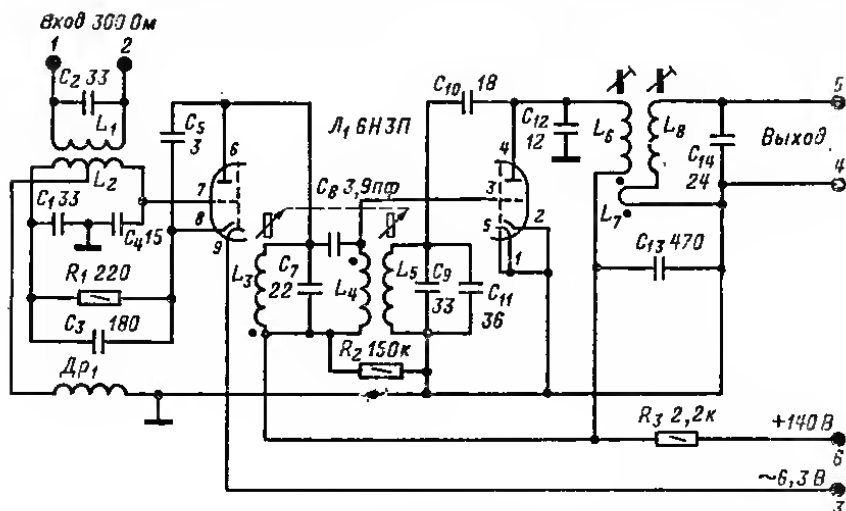 Вход 300 Ом
1 2
C2 33
L1
C5 3
L2
C1 33
C4 15
R1 220
C3 180
Др1
6
7
8
9
Л1 6Н3П
C8 3,9пф
L3
C7 22
L4
L5
C9 33
C11 36
R2 150к
C10 18
4
3
5
2
1
C12 12
L6
L8
L7
C14 24
C13 470
5
Выход
4
R3 2,2к
+140 В
6
~6,3 В
3